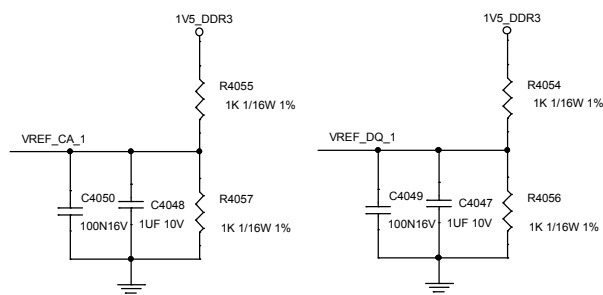 1V5_DDR3
R4055
1K 1/16W 1%
VREF_CA_1
C4050
100N16V
C4048
1UF 10V
R4057
1K 1/16W 1%
1V5_DDR3
R4054
1K 1/16W 1%
VREF_DQ_1
C4049
100N16V
C4047
1UF 10V
R4056
1K 1/16W 1%